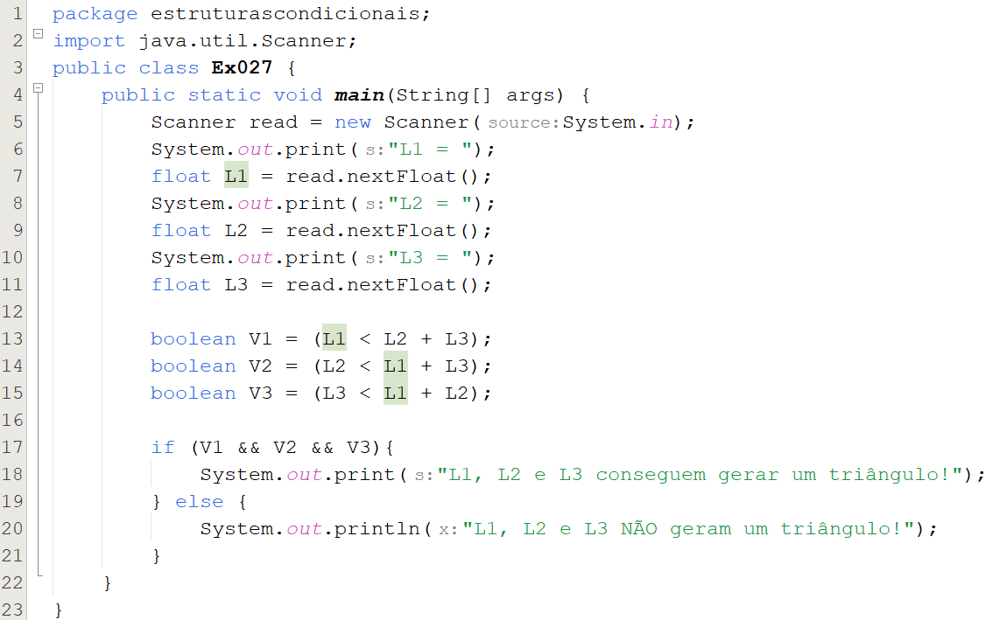 1 package estruturascondicionais;
2 import java.util.Scanner;
3 public class Ex027 {
4     public static void main(String[] args) {
5         Scanner read = new Scanner( source:System.in);
6         System.out.print( s:"L1 = ");
7         float L1 = read.nextFloat();
8         System.out.print( s:"L2 = ");
9         float L2 = read.nextFloat();
10         System.out.print( s:"L3 = ");
11         float L3 = read.nextFloat();
12
13         boolean V1 = (L1 < L2 + L3);
14         boolean V2 = (L2 < L1 + L3);
15         boolean V3 = (L3 < L1 + L2);
16
17         if (V1 && V2 && V3){
18             System.out.print( s:"L1, L2 e L3 conseguem gerar um triângulo!");
19         } else {
20             System.out.println( x:"L1, L2 e L3 NÃO geram um triângulo!");
21         }
22     }
23 }